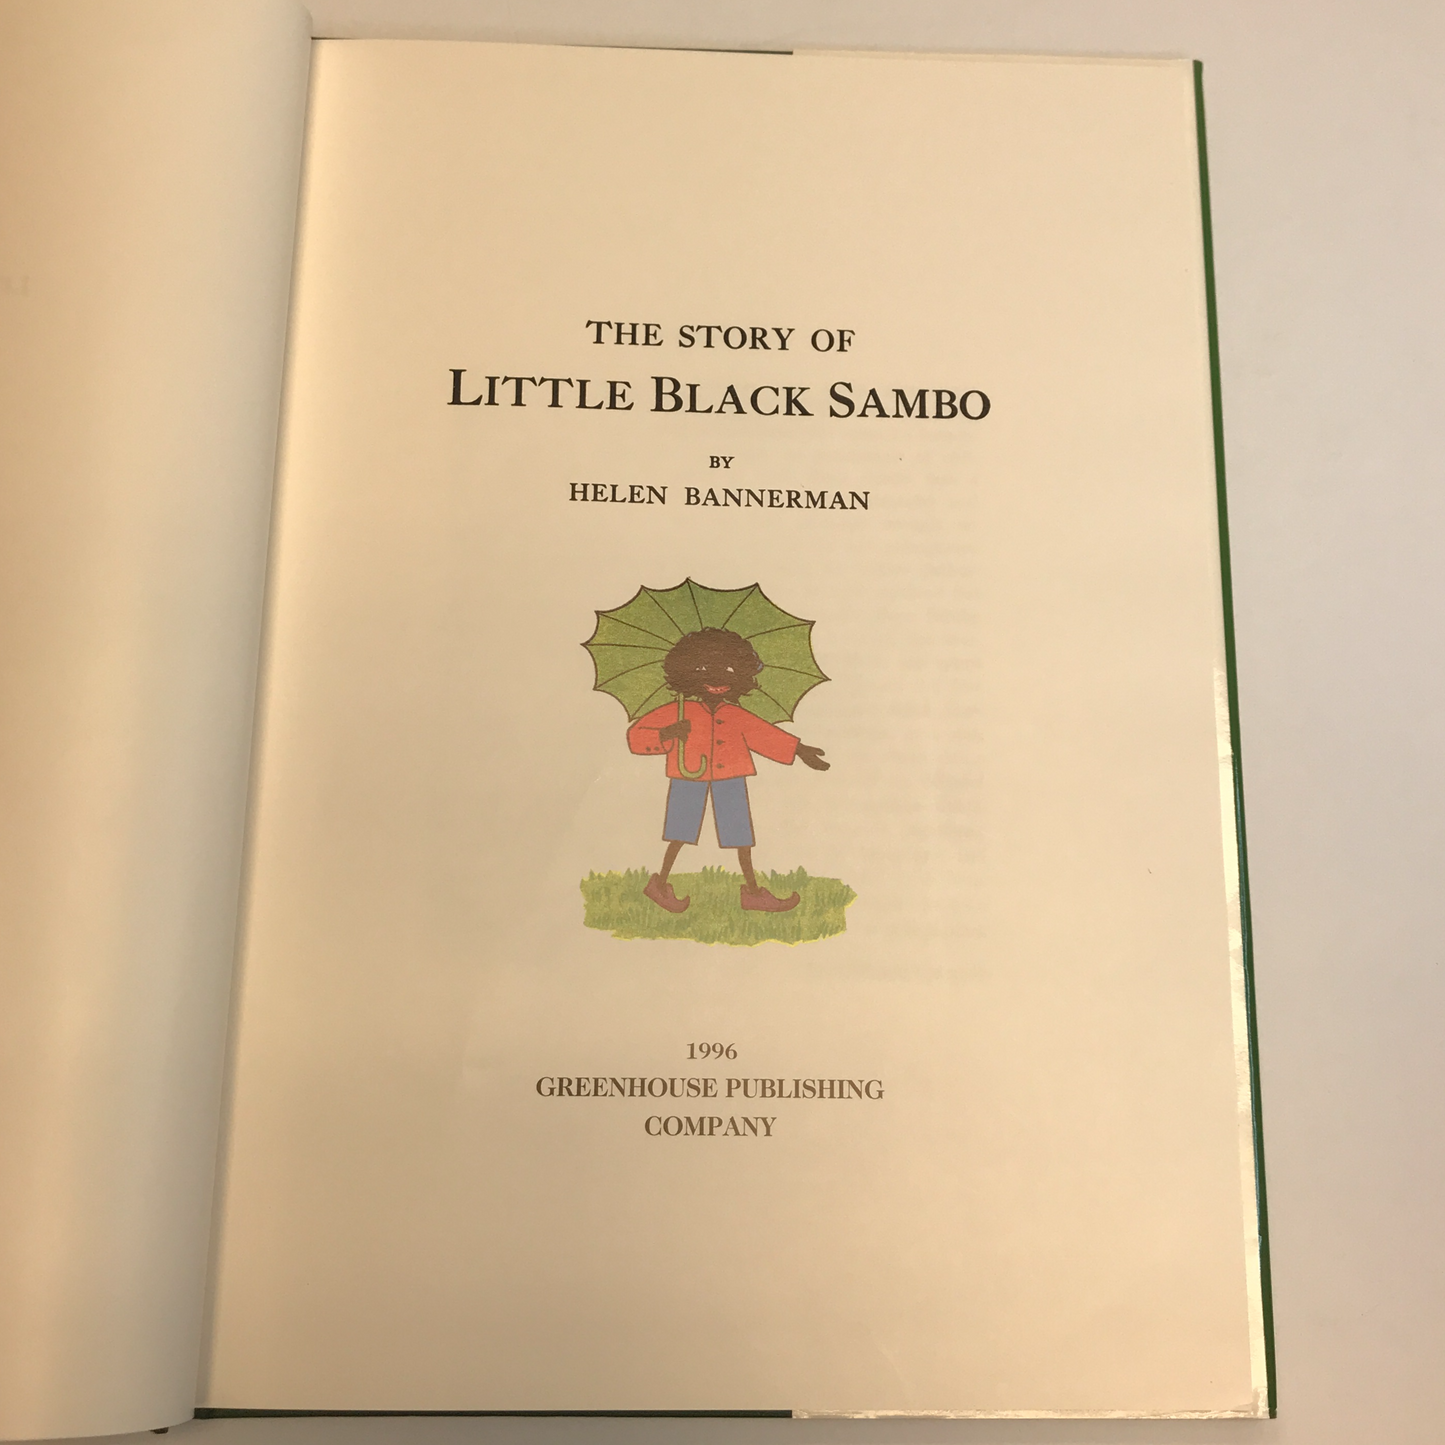 THE STORY OF
LITTLE BLACK SAMBO
BY
HELEN BANNERMAN
1996
GREENHOUSE PUBLISHING
COMPANY